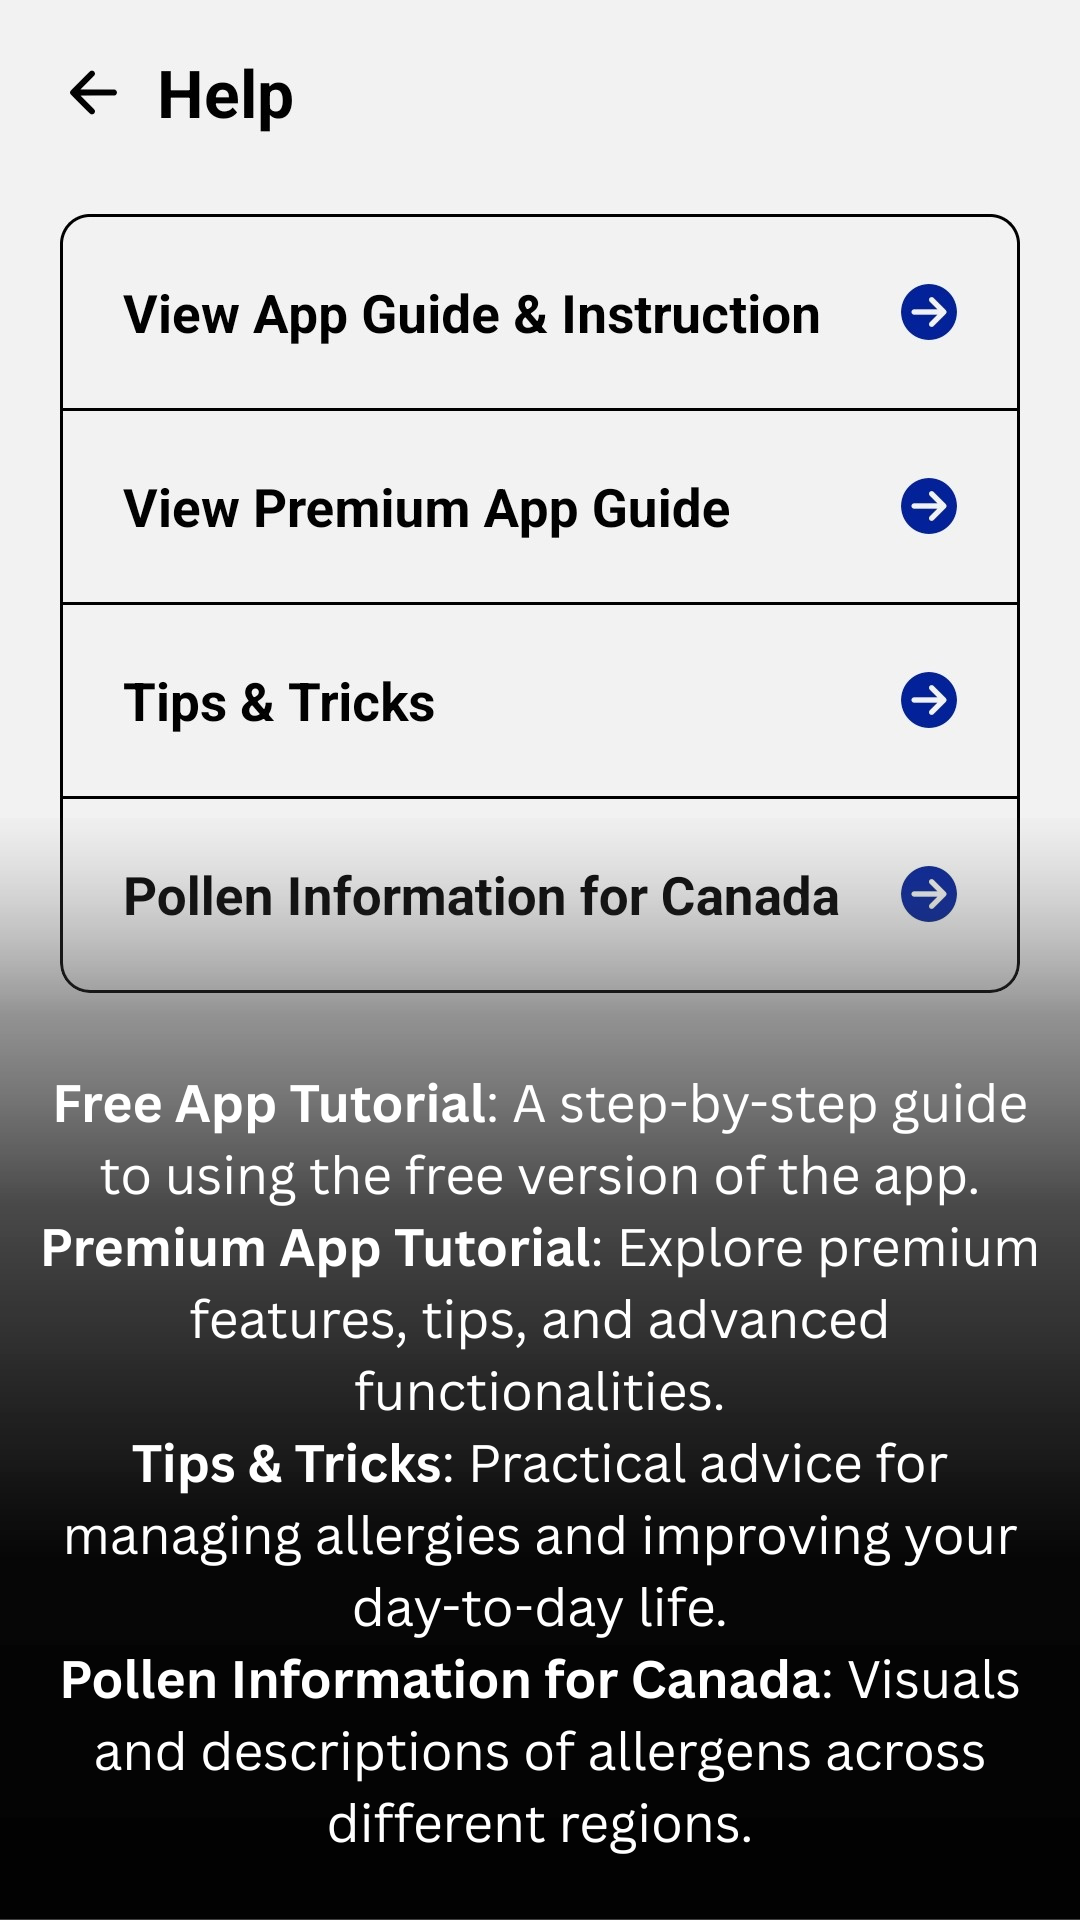 Help
View App Guide & Instruction
View Premium App Guide
Tips & Tricks
Pollen Information for Canada
Free App Tutorial: A step-by-step guide
to using the free version of the app.
Premium App Tutorial: Explore premium
features, tips, and advanced
functionalities.
Tips & Tricks: Practical advice for
managing allergies and improving your
day-to-day life.
Pollen Information for Canada: Visuals
and descriptions of allergens across
different regions.